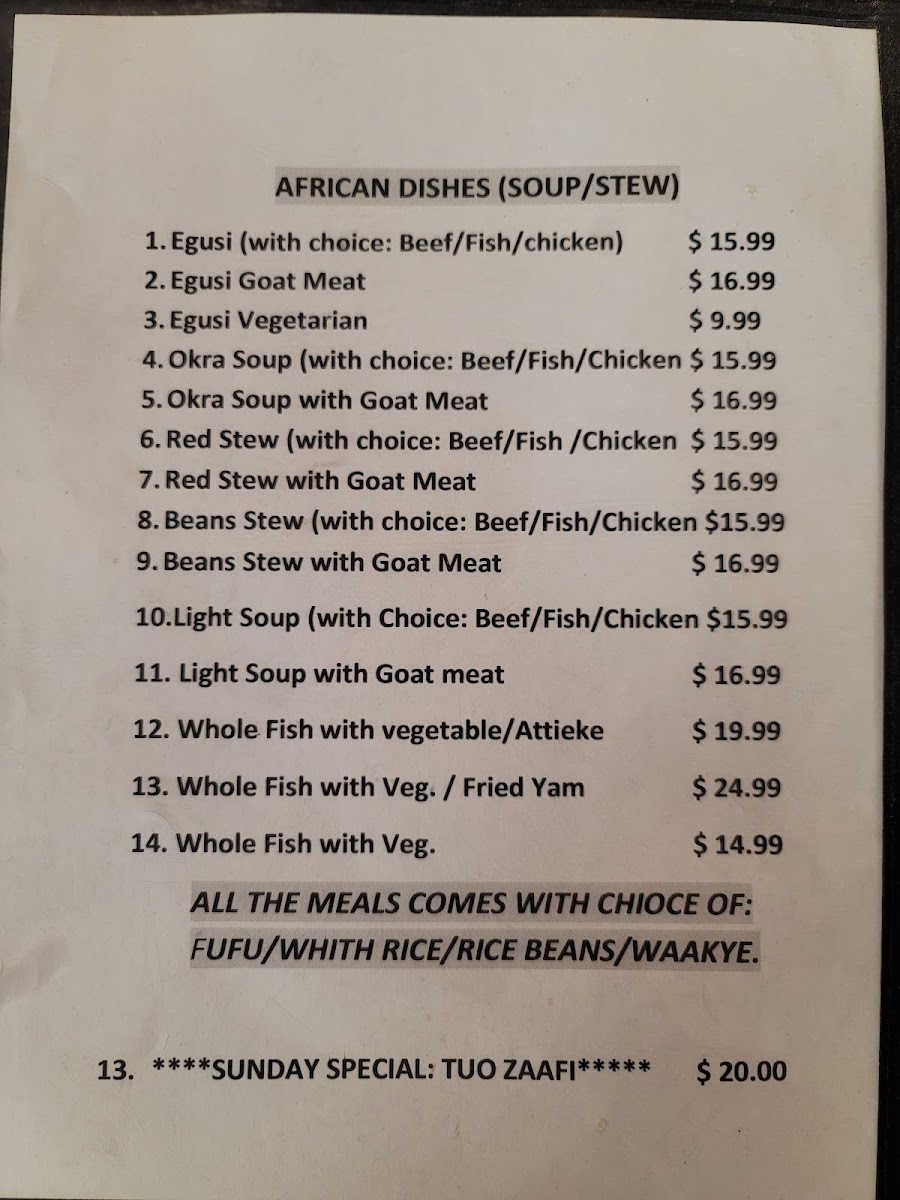 AFRICAN DISHES (SOUP/STEW)
1. Egusi (with choice: Beef/Fish/chicken) $ 15.99
2. Egusi Goat Meat $ 16.99
3. Egusi Vegetarian $ 9.99
4. Okra Soup (with choice: Beef/Fish/Chicken $ 15.99
5. Okra Soup with Goat Meat $ 16.99
6. Red Stew (with choice: Beef/Fish /Chicken $ 15.99
7. Red Stew with Goat Meat $ 16.99
8. Beans Stew (with choice: Beef/Fish/Chicken $15.99
9. Beans Stew with Goat Meat $ 16.99
10.Light Soup (with Choice: Beef/Fish/Chicken $15.99
11. Light Soup with Goat meat $ 16.99
12. Whole Fish with vegetable/Attieke $ 19.99
13. Whole Fish with Veg. / Fried Yam $ 24.99
14. Whole Fish with Veg. $ 14.99
ALL THE MEALS COMES WITH CHIOCE OF:
FUFU/WHITH RICE/RICE BEANS/WAAKYE.
13. ****SUNDAY SPECIAL: TUO ZAAFI***** $ 20.00